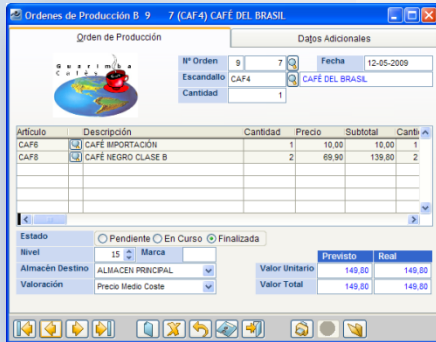 Ordenes de Producción B 9 7 (CAF4) CAFÉ DEL BRASIL
Orden de Producción Datos Adicionales
Guarimba
Cafés
Nº Orden 9 7 Fecha 12-05-2009
Escandallo CAF4 CAFÉ DEL BRASIL
Cantidad 1
Artículo Descripción Cantidad Precio Subtotal Canti
CAF6 CAFÉ IMPORTACIÓN 1 10,00 10,00 1
CAF8 CAFÉ NEGRO CLASE B 2 69,90 139,80 2
Estado Pendiente En Curso Finalizada
Nivel 15 Marca
Previsto Real
Almacèn Destino ALMACEN PRINCIPAL Valor Unitario 149,80 149,80
Valoración Precio Medio Coste Valor Total 149,80 149,80